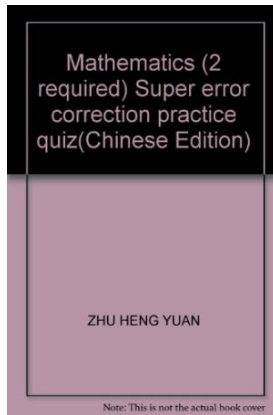 Mathematics (2
required) Super error
correction practice
quiz(Chinese Edition)
ZHU HENG YUAN
Note: This is not the actual book cover